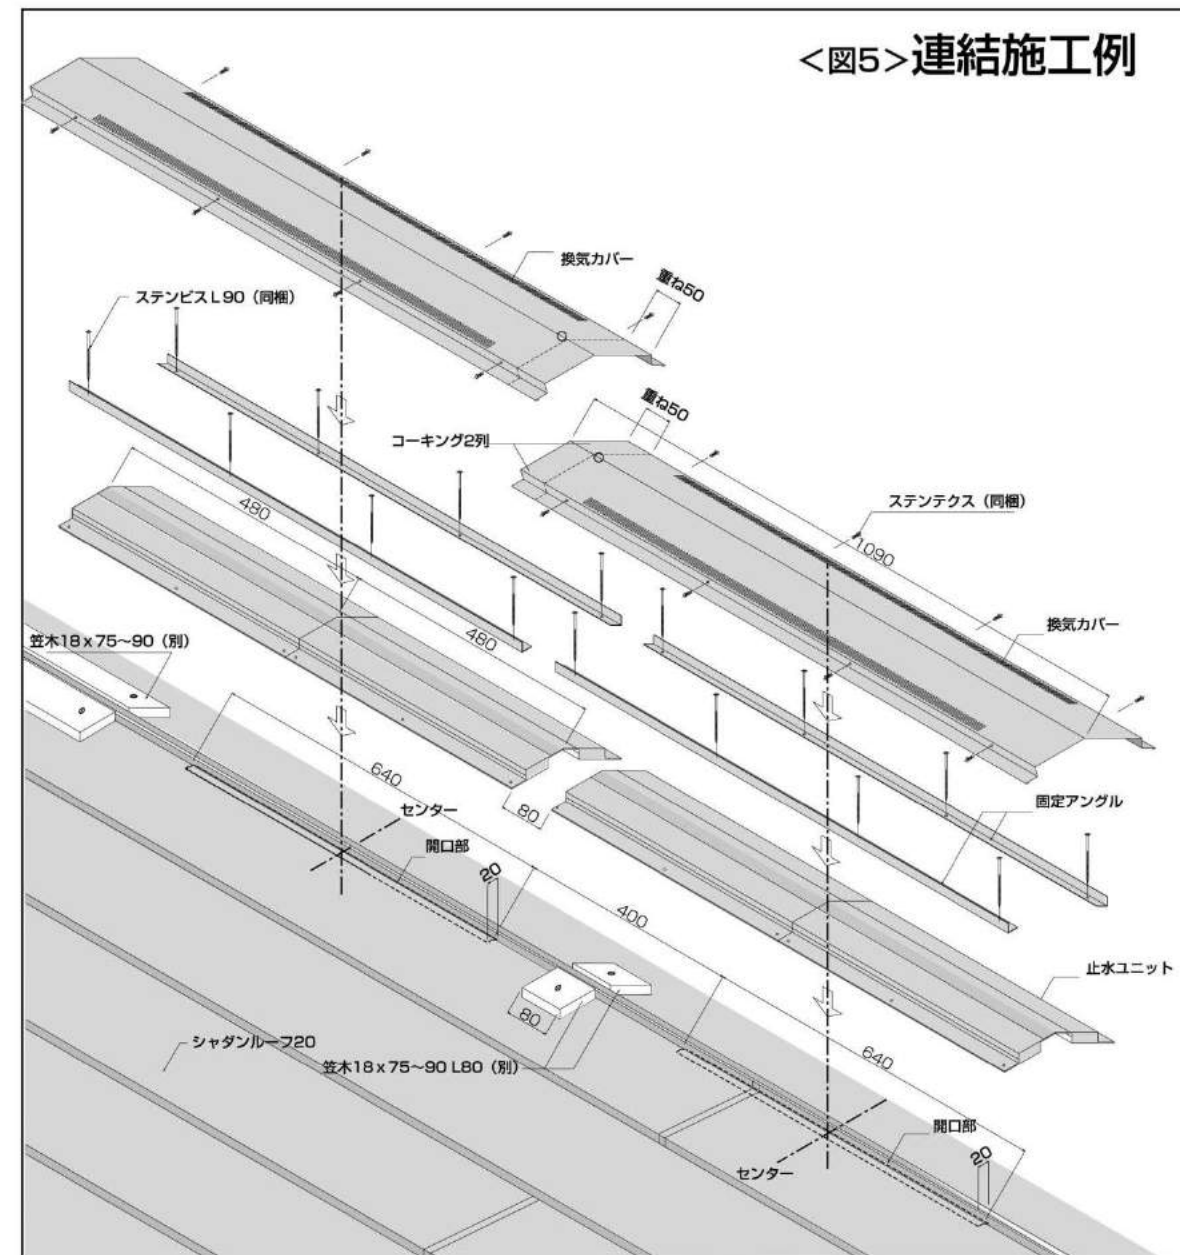 <図5>連結施工例
換気カバー
重ね50
ステンビスL90（同梱）
重ね50
コーキング2列
480
ステンテクス（同梱）
1090
換気カバー
480
笠木18x75～90（別）
640
80
固定アングル
センター
開口部
20
400
止水ユニット
80
シャダンルーフ20
笠木18x75～90 L80（別）
640
開口部
20
センター